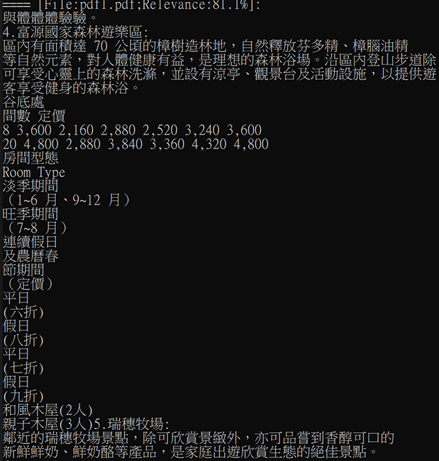 ==== [File:pdf1.pdf;Relevance:81.1%]:
與體體體驗驗。
4.富源國家森林遊樂區:
區內有面積達 70 公頃的樟樹造林地，自然釋放芬多精、樟腦油精
等自然元素，對人體健康有益，是理想的森林浴場。沿區內登山步道除
可享受心靈上的森林洗滌，並設有涼亭、觀景台及活動設施，以提供遊
客享受健身的森林浴。
谷底處
間數 定價
8 3,600 2,160 2,880 2,520 3,240 3,600
20 4,800 2,880 3,840 3,360 4,320 4,800
房間型態
Room Type
淡季期間
（1~6 月、9~12 月）
旺季期間
（7~8 月）
連續假日
及農曆春
節期間
（定價）
平日
(六折)
假日
(八折)
平日
(七折)
假日
(九折)
和風木屋(2人)
親子木屋(3人)5.瑞穗牧場:
鄰近的瑞穗牧場景點，除可欣賞景緻外，亦可品嘗到香醇可口的
新鮮鮮奶、鮮奶酪等產品，是家庭出遊欣賞生態的絕佳景點。